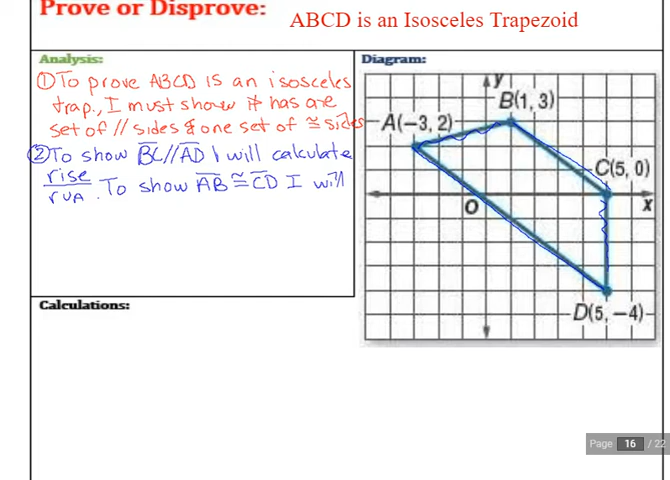 Prove or Disprove:
ABCD is an Isosceles Trapezoid
Analysis:
① To prove ABCD is an isosceles
trap., I must show it has one
set of // sides & one set of ≅ sides
② To show BC // AD I will calculate
rise
run . To show AB ≅ CD I will
Diagram:
y
B(1, 3)
A(−3, 2)
C(5, 0)
O
x
D(5, −4)
Calculations:
Page 16 / 22